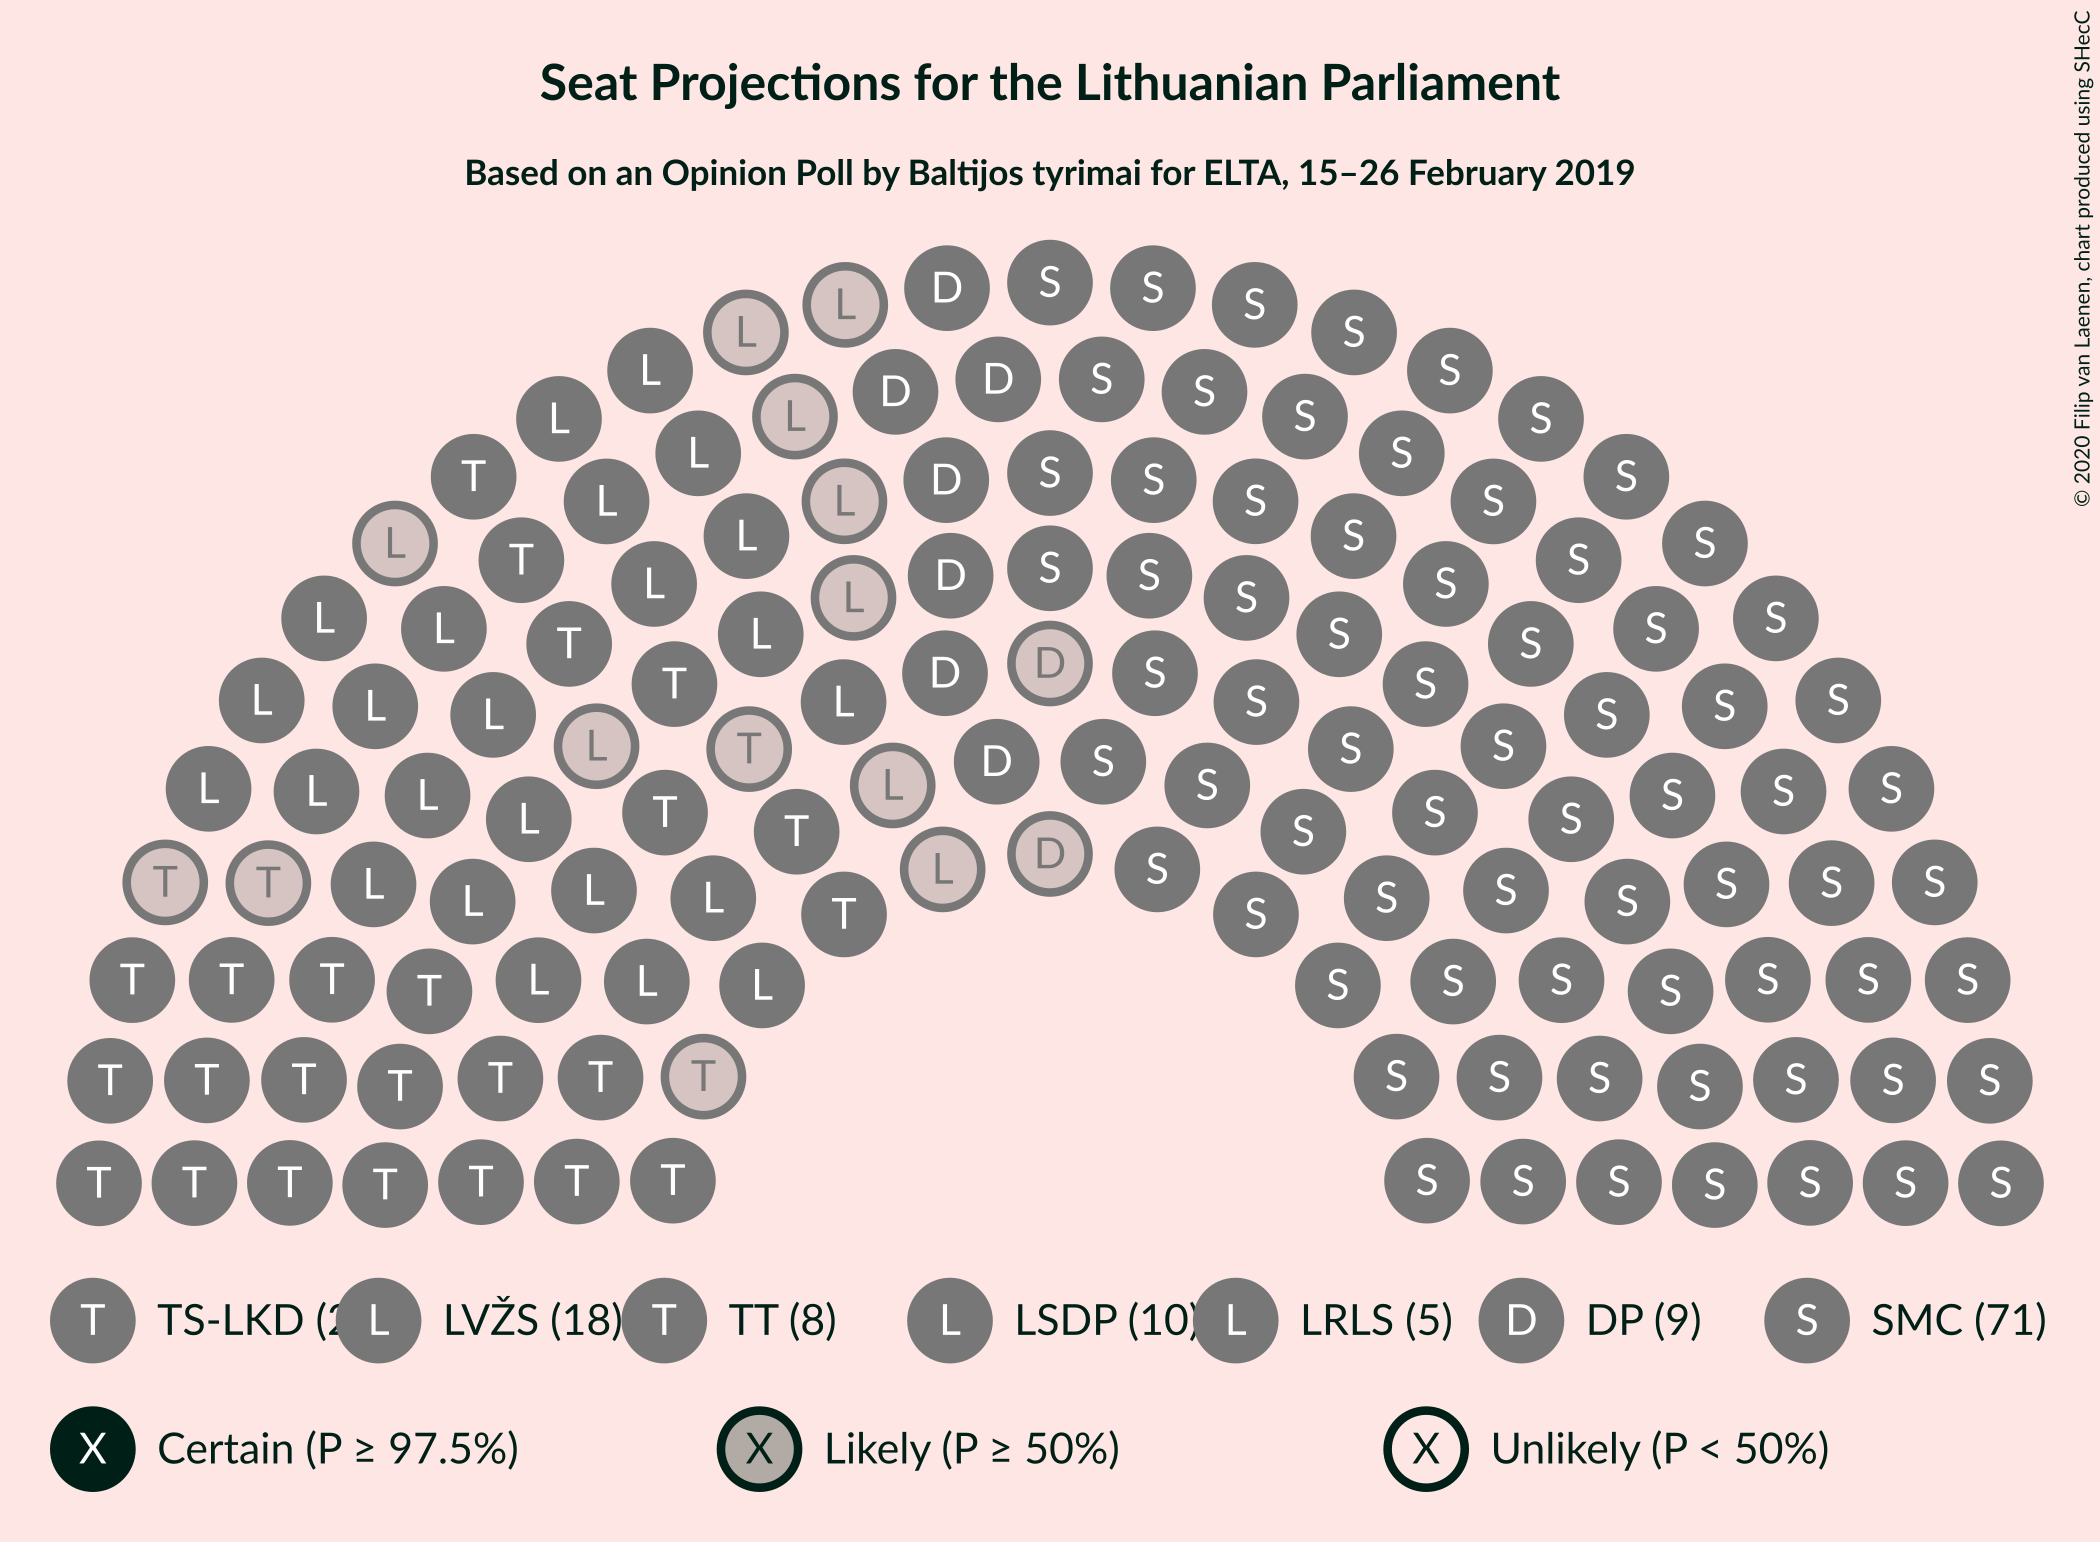 Seat Projections for the Lithuanian Parliament
Based on an Opinion Poll by Baltijos tyrimai for ELTA, 15–26 February 2019
© 2020 Filip van Laenen, chart produced using SHecC
L D S S S
L S
L L D D S S S S
L S S
T L L D S S S S S
L T L L L D S S S S S S
L L T L L D D S S S S S S
L L L L T T L D S S S S S S S S
L L L L T T L D S S S S S S S S
T T L L L L T L D S S S S S S S S
T T T T L L L S S S S S S S
T T T T T T T S S S S S S S
T T T T T T T S S S S S S S
T TS-LKD (2 L LVŽS (18) T TT (8) L LSDP (10) L LRLS (5) D DP (9) S SMC (71)
X Certain (P ≥ 97.5%) X Likely (P ≥ 50%) X Unlikely (P < 50%)